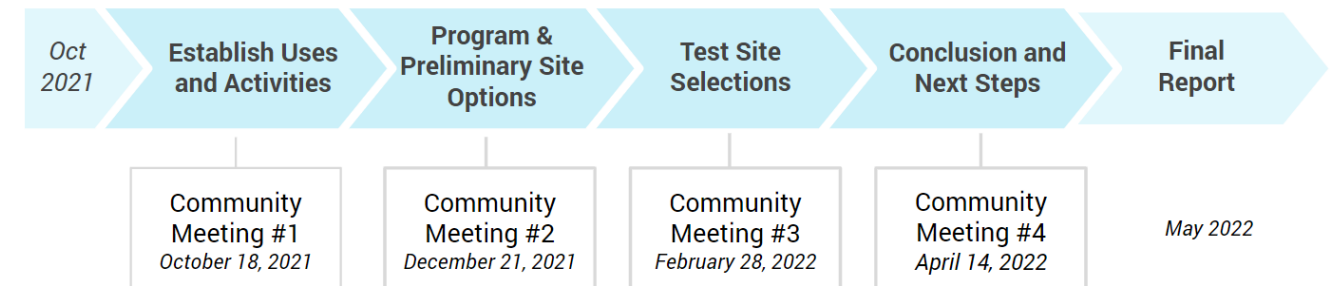 Oct
2021
Establish Uses
and Activities
Program &
Preliminary Site
Options
Test Site
Selections
Conclusion and
Next Steps
Final
Report
Community
Meeting #1
October 18, 2021
Community
Meeting #2
December 21, 2021
Community
Meeting #3
February 28, 2022
Community
Meeting #4
April 14, 2022
May 2022